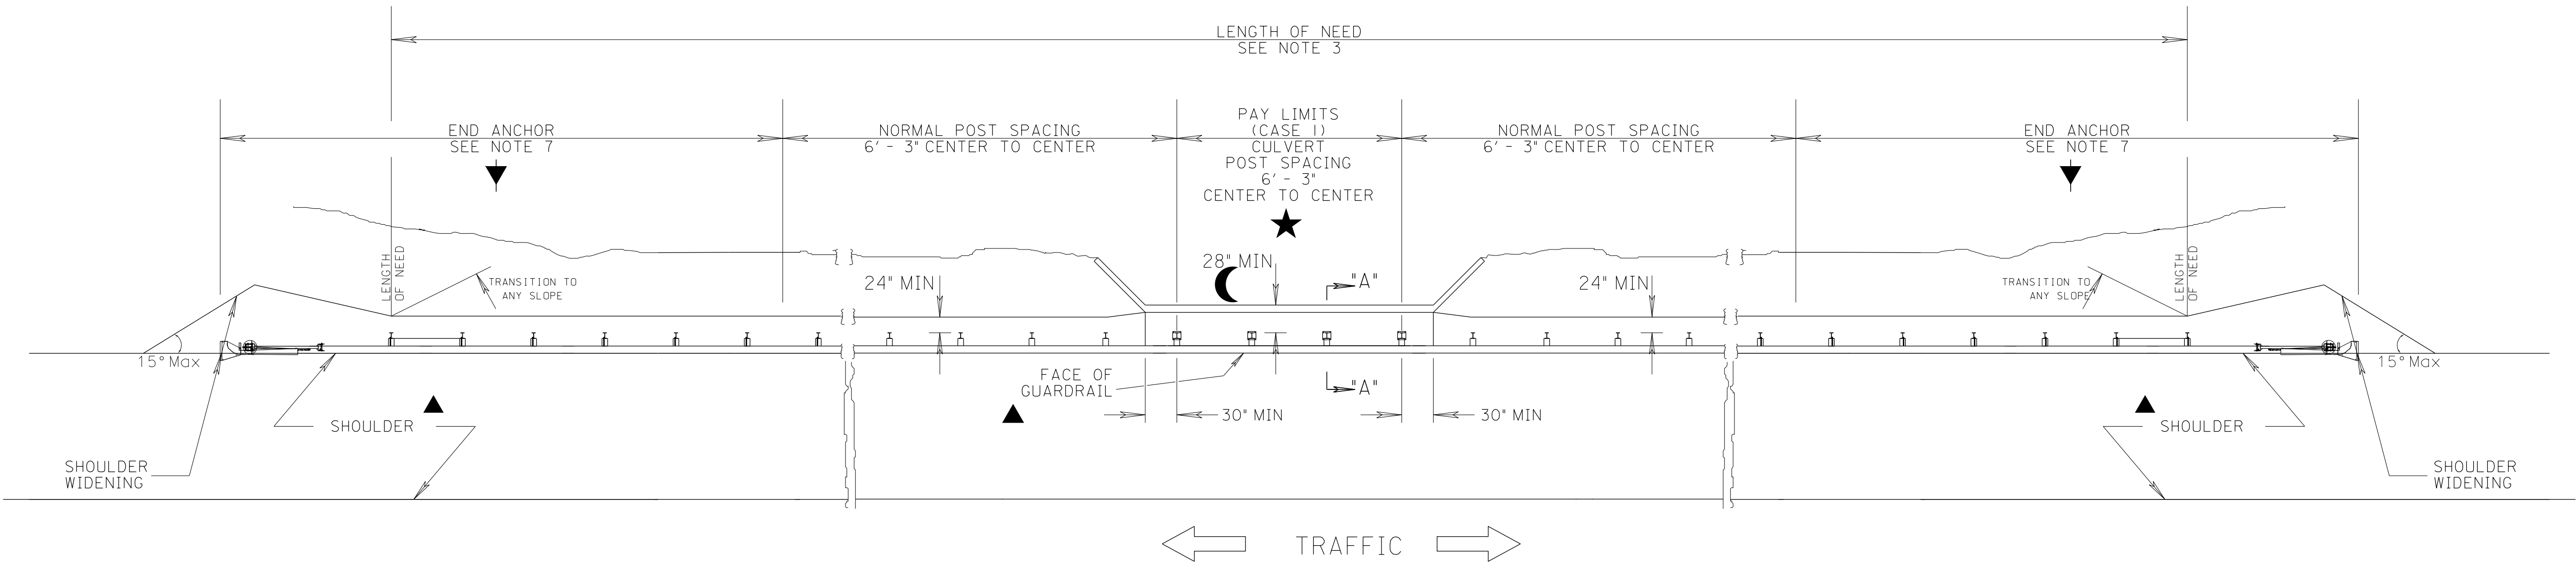 LENGTH OF NEED
SEE NOTE 3
END ANCHOR
SEE NOTE 7
NORMAL POST SPACING
6' - 3" CENTER TO CENTER
PAY LIMITS
(CASE I)
CULVERT
POST SPACING
6' - 3"
CENTER TO CENTER
NORMAL POST SPACING
6' - 3" CENTER TO CENTER
END ANCHOR
SEE NOTE 7
LENGTH
OF NEED
TRANSITION TO
ANY SLOPE
24" MIN
28" MIN
"A"
24" MIN
TRANSITION TO
ANY SLOPE
LENGTH
OF NEED
15° Max
FACE OF
GUARDRAIL
"A"
15° Max
30" MIN
30" MIN
SHOULDER
SHOULDER
SHOULDER
WIDENING
SHOULDER
WIDENING
TRAFFIC